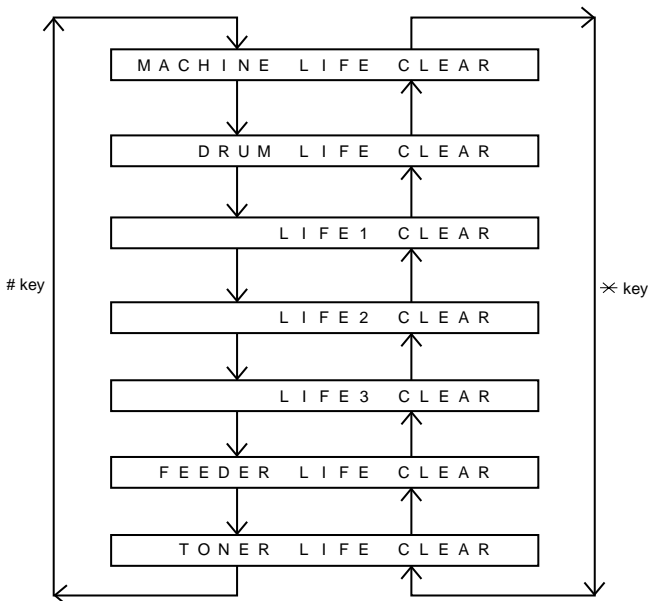 MACHINE LIFE CLEAR
DRUM LIFE CLEAR
LIFE1 CLEAR
# key
LIFE2 CLEAR
✳ key
LIFE3 CLEAR
FEEDER LIFE CLEAR
TONER LIFE CLEAR